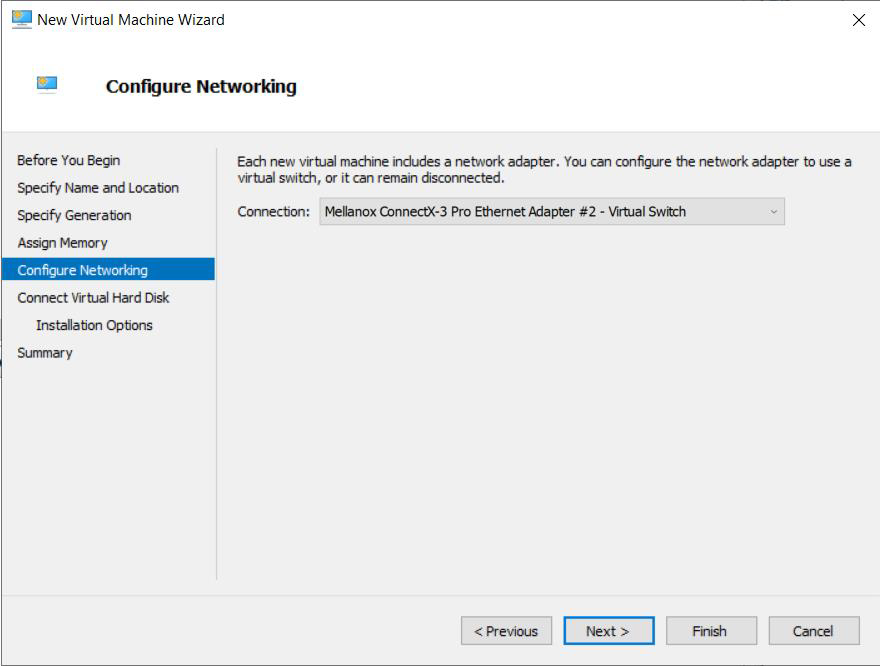 New Virtual Machine Wizard
Configure Networking
Before You Begin
Specify Name and Location
Specify Generation
Assign Memory
Configure Networking
Connect Virtual Hard Disk
Installation Options
Summary
Each new virtual machine includes a network adapter. You can configure the network adapter to use a
virtual switch, or it can remain disconnected.
Connection: Mellanox ConnectX-3 Pro Ethernet Adapter #2 - Virtual Switch
< Previous Next > Finish Cancel